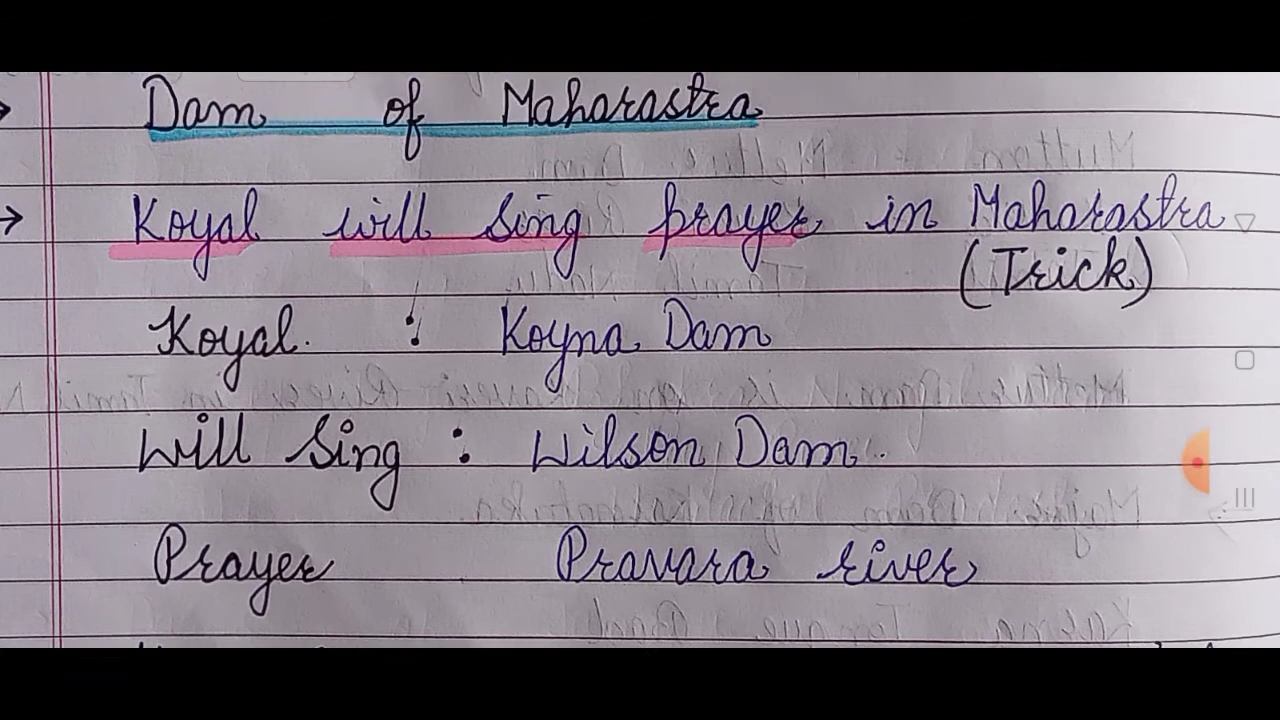 Dam of Maharastra
Koyal will sing prayer in Maharastra
(Trick)
Koyal : Koyna Dam
Will Sing : Wilson Dam.
Prayer Pravara river